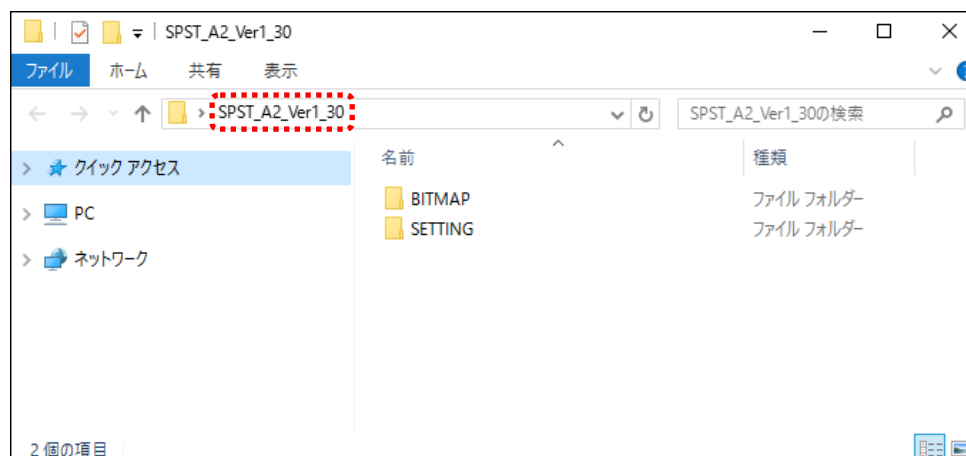 SPST_A2_Ver1_30
ファイル ホーム 共有 表示
SPST_A2_Ver1_30 SPST_A2_Ver1_30の検索
クイック アクセス
PC
ネットワーク
名前 種類
BITMAP ファイル フォルダー
SETTING ファイル フォルダー
2 個の項目